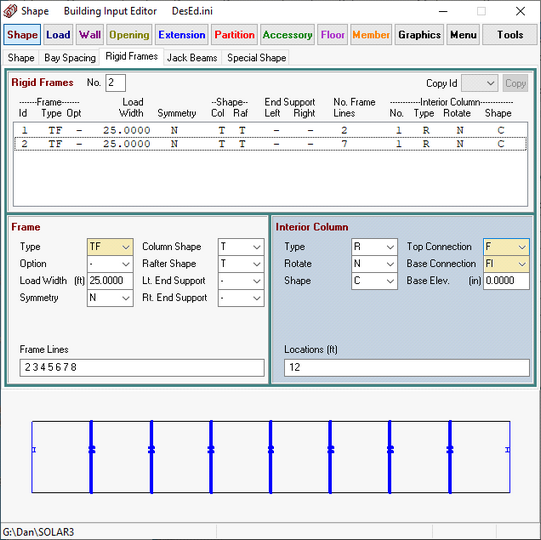 Shape Building Input Editor DesEd.ini
Shape Load Wall Opening Extension Partition Accessory Floor Member Graphics Menu Tools
Shape Bay Spacing Rigid Frames Jack Beams Special Shape
Rigid Frames No. 2 Copy Id Copy
------Frame------- Load --Shape-- End Support No. Frame ------------Interior Column------------
Id Type Opt Width Symmetry Col Raf Left Right Lines No. Type Rotate Shape
1 TF - 25.0000 N T T - - 2 1 R N C
2 TF - 25.0000 N T T - - 7 1 R N C
Frame
Type TF Column Shape T
Option - Rafter Shape T
Load Width (ft) 25.0000 Lt. End Support -
Symmetry N Rt. End Support -
Frame Lines
2 3 4 5 6 7 8
Interior Column
Type R Top Connection F
Rotate N Base Connection FI
Shape C Base Elev. (in) 0.0000
Locations (ft)
12
G:\Dan\SOLAR3